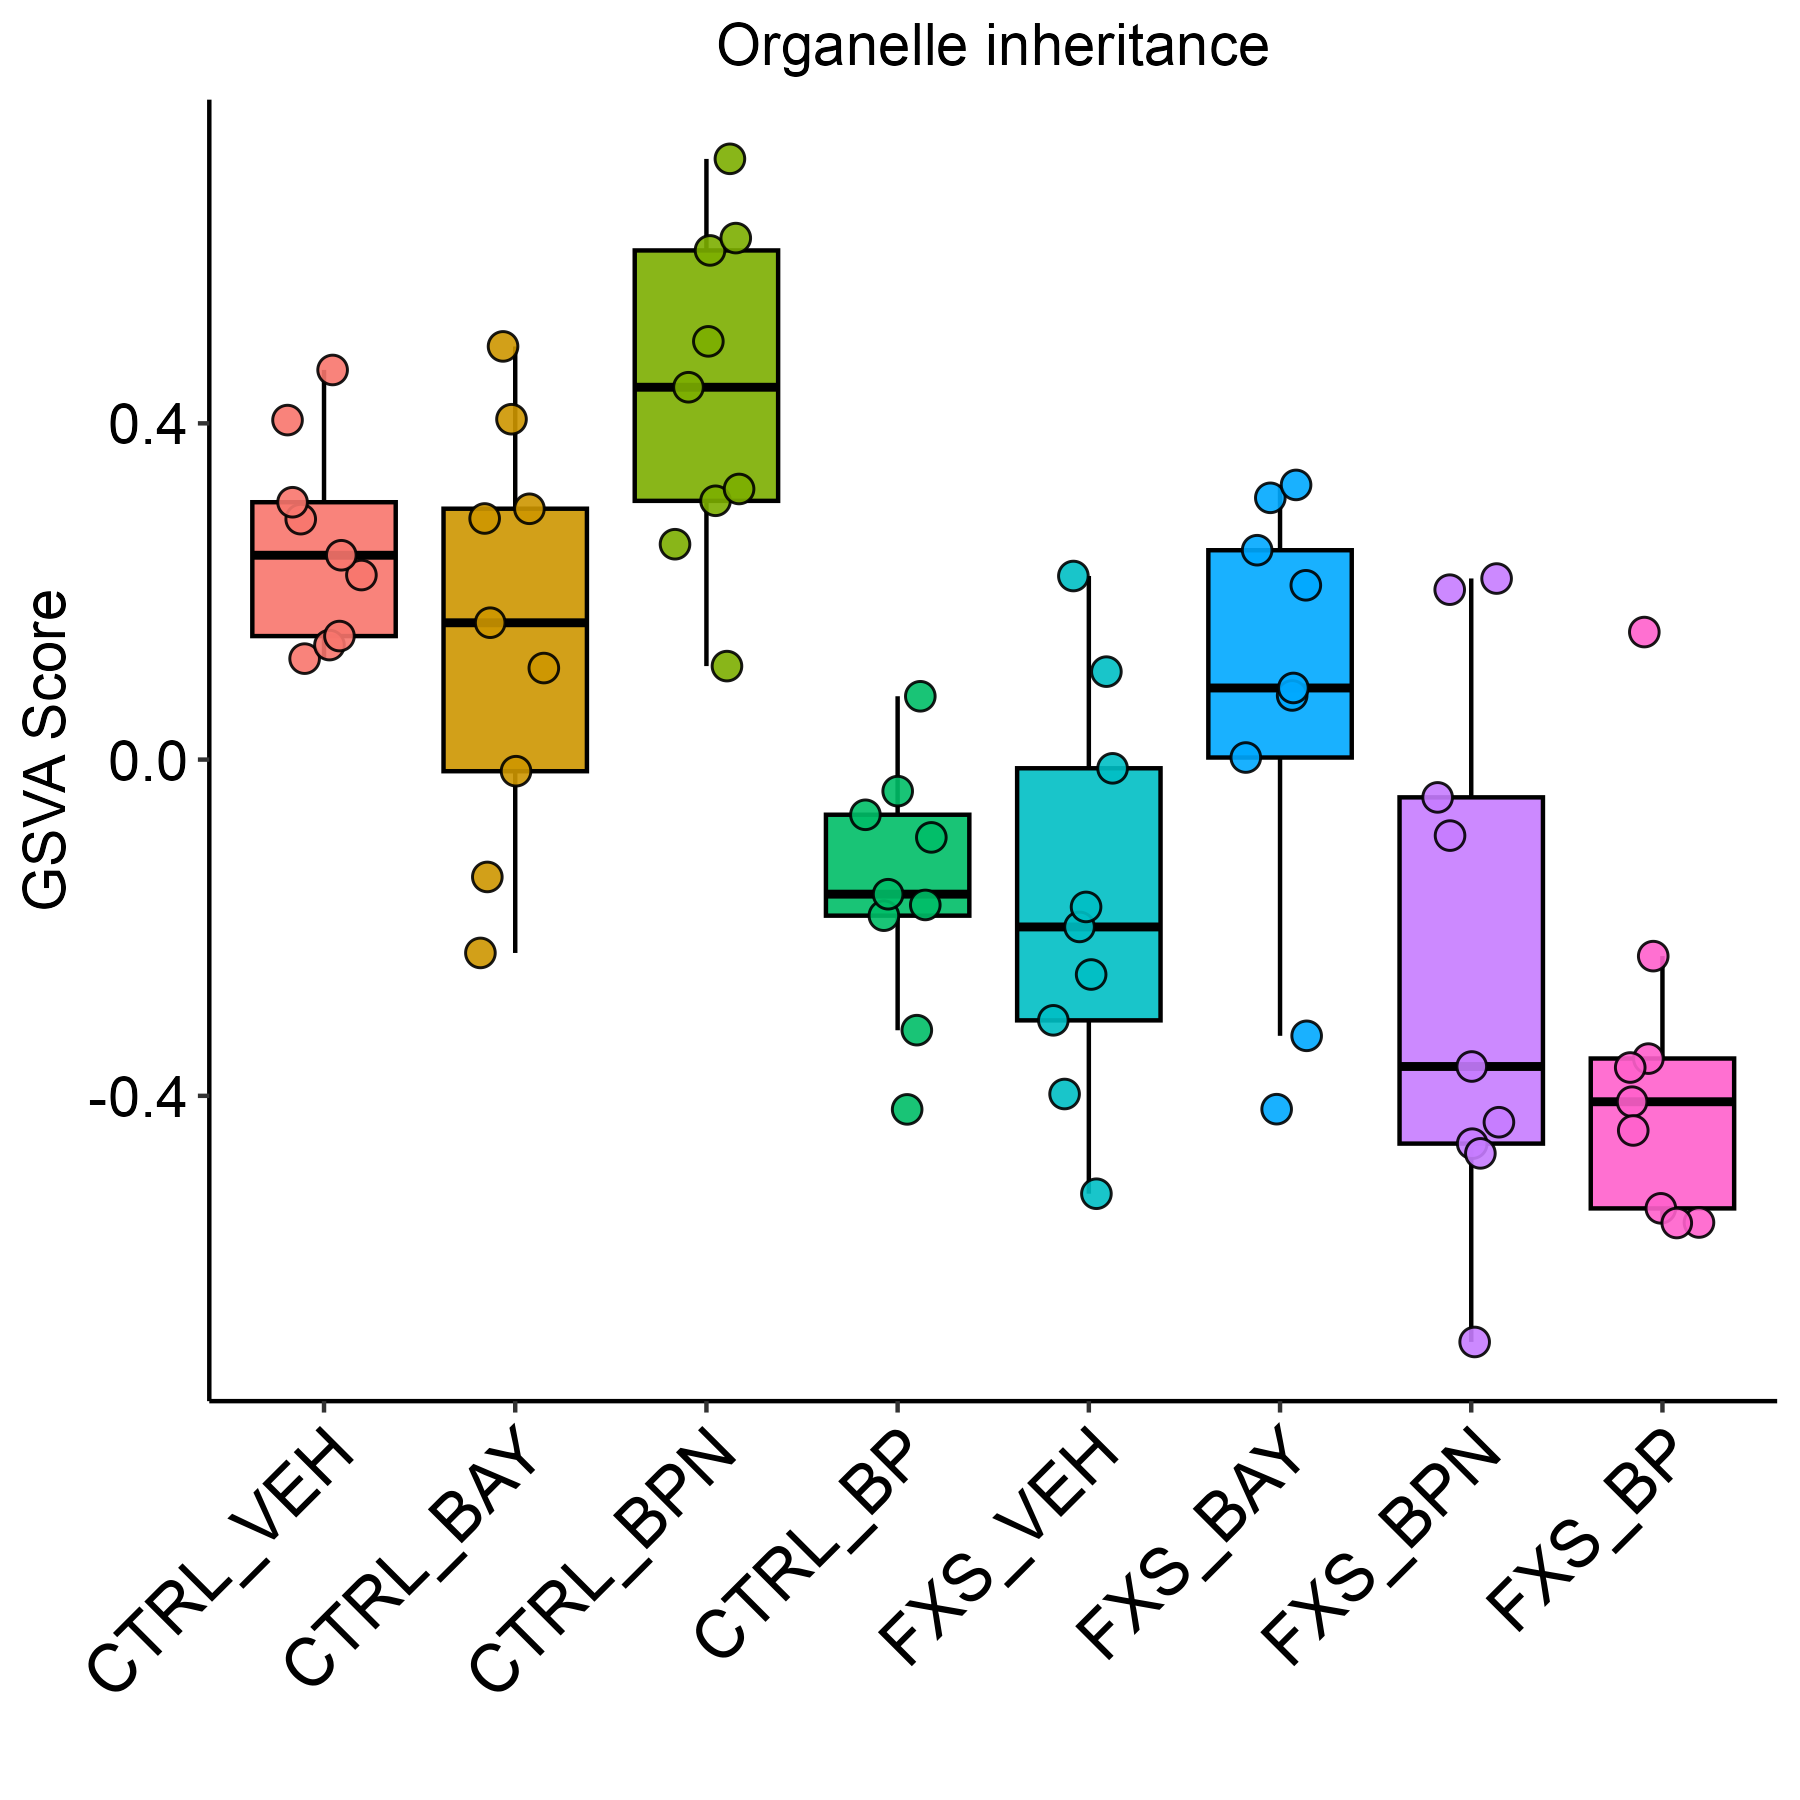 Organelle inheritance
GSVA Score
0.4
0.0
-0.4
CTRL_VEH
CTRL_BAY
CTRL_BPN
CTRL_BP
FXS_VEH
FXS_BAY
FXS_BPN
FXS_BP